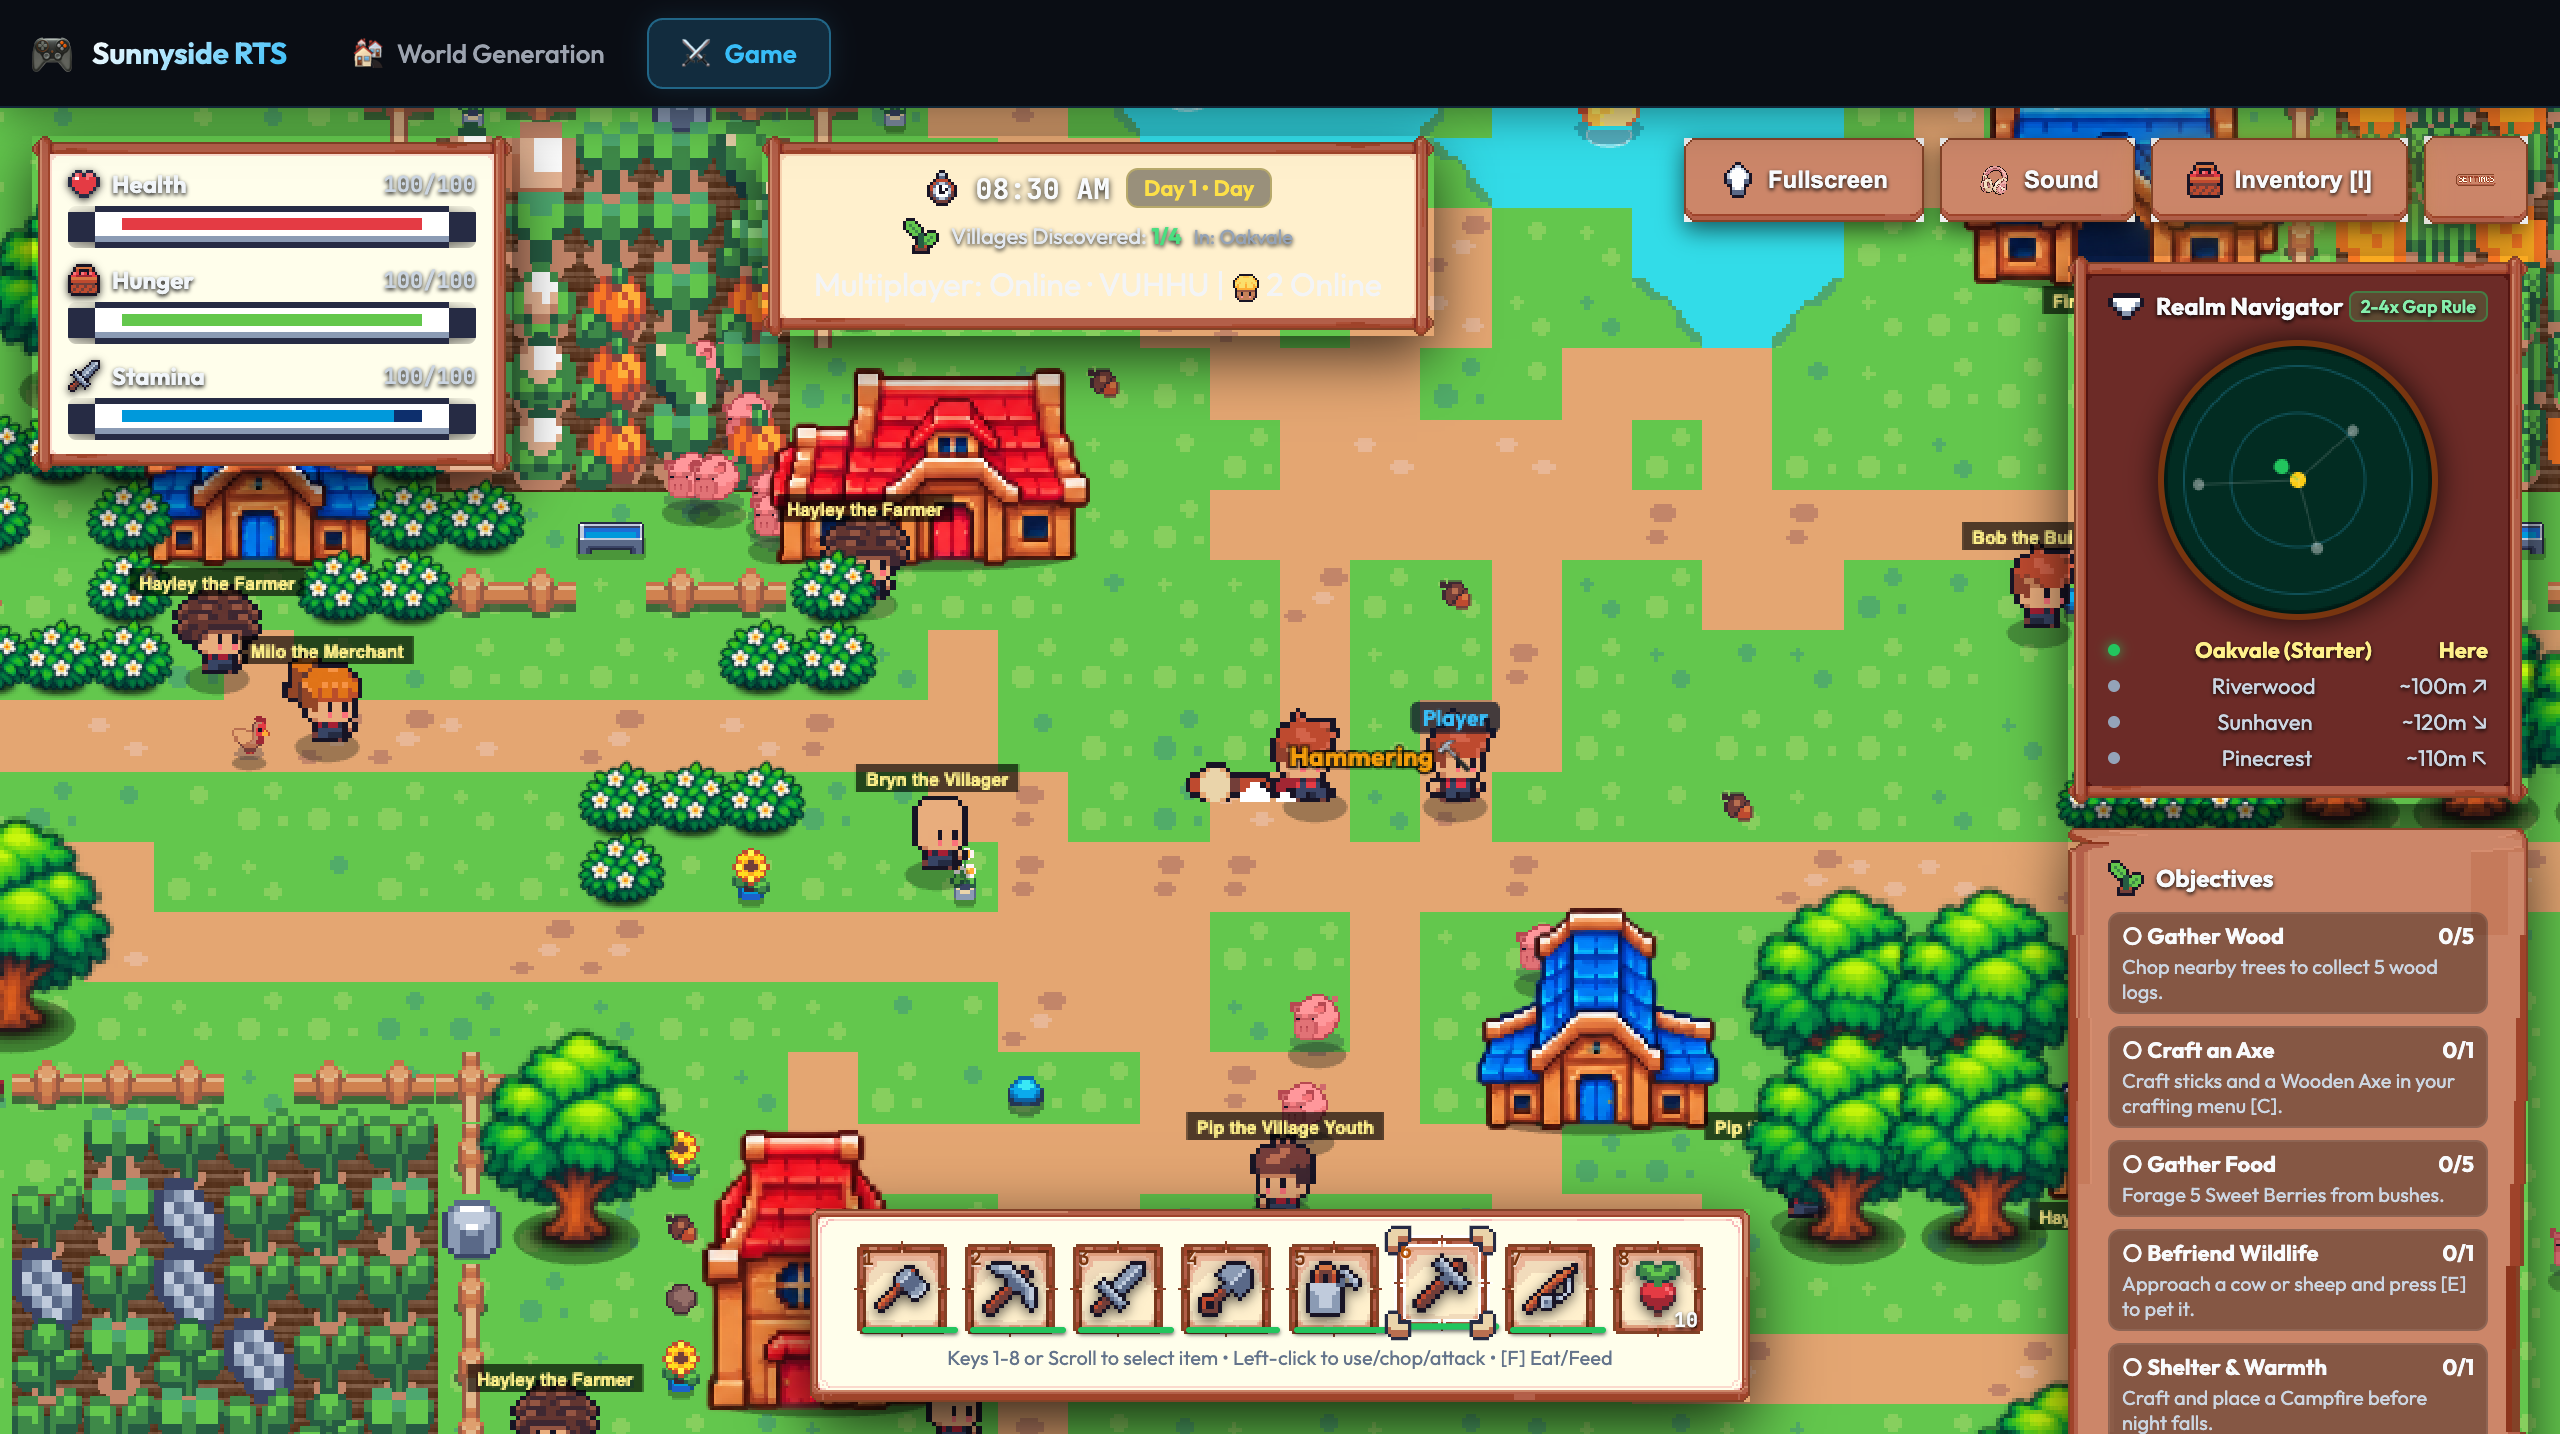 Sunnyside RTS
World Generation
Game
Health 100/100
Hunger 100/100
Stamina 100/100
08:30 AM Day 1 • Day
Villages Discovered: 1/4 In: Oakvale
Multiplayer: Online · VUHHU | 2 Online
Fullscreen
Sound
Inventory [I]
SETTINGS
Realm Navigator 2-4x Gap Rule
Oakvale (Starter) Here
Riverwood ~100m ↗
Sunhaven ~120m ↘
Pinecrest ~110m ↖
Objectives
Gather Wood 0/5
Chop nearby trees to collect 5 wood
logs.
Craft an Axe 0/1
Craft sticks and a Wooden Axe in your
crafting menu [C].
Gather Food 0/5
Forage 5 Sweet Berries from bushes.
Befriend Wildlife 0/1
Approach a cow or sheep and press [E]
to pet it.
Shelter & Warmth 0/1
Craft and place a Campfire before
night falls.
Hayley the Farmer
Bob the Bui
Hayley the Farmer
Milo the Merchant
Player
Hammering
Bryn the Villager
Pip the Village Youth
Pip t
Hay
Hayley the Farmer
1 2 3 4 5 6 7 8
10
Keys 1-8 or Scroll to select item • Left-click to use/chop/attack • [F] Eat/Feed